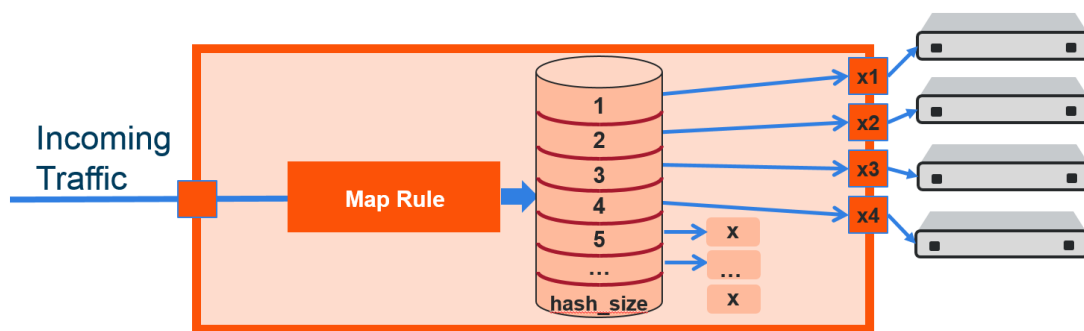 Incoming
Traffic
Map Rule
1
2
3
4
5
...
hash_size
x1
x2
x3
x4
x
...
x